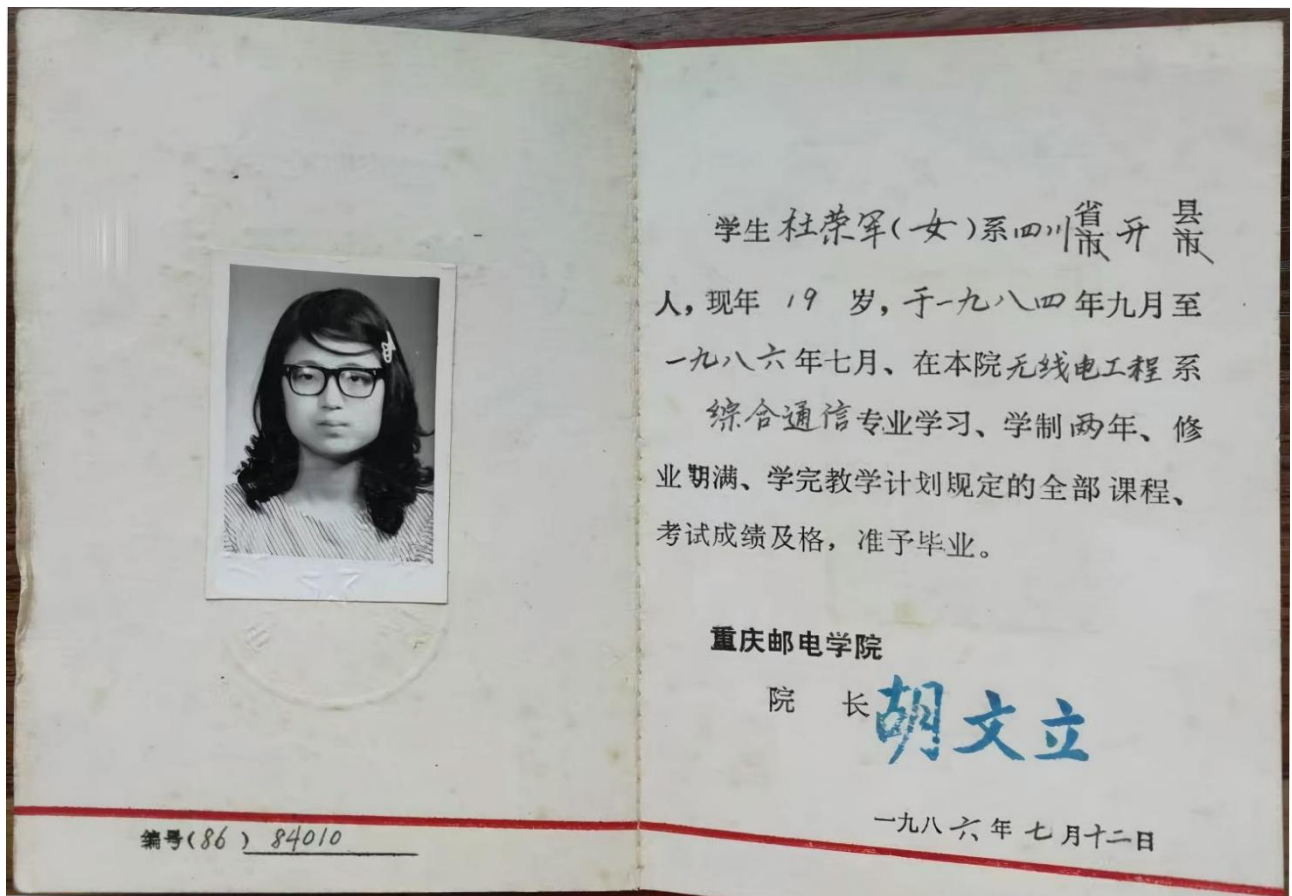 编号(86) 84010
学生杜荣军(女)系四川省市开县市
人，现年 19 岁，于一九八四年九月至
一九八六年七月、在本院无线电工程系
综合通信专业学习、学制两年、修
业期满、学完教学计划规定的全部课程、
考试成绩及格，准予毕业。
重庆邮电学院
院 长 胡文立
一九八六年七月十二日